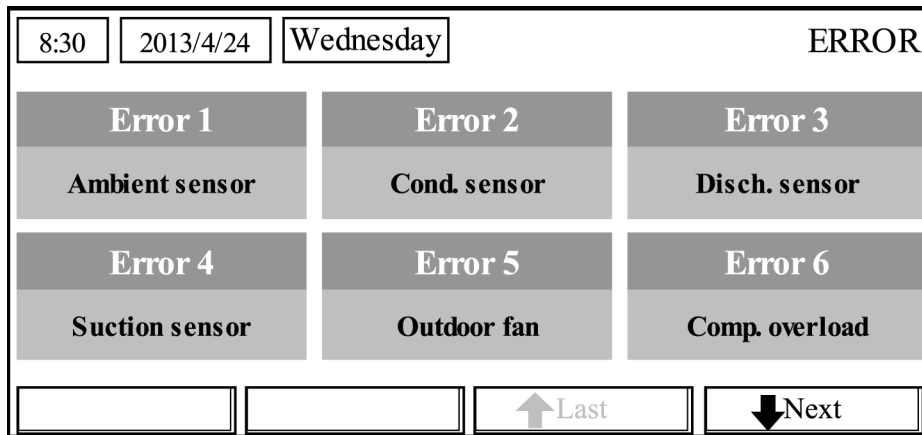 8:30 2013/4/24 Wednesday ERROR
Error 1 Error 2 Error 3
Ambient sensor Cond. sensor Disch. sensor
Error 4 Error 5 Error 6
Suction sensor Outdoor fan Comp. overload
Last Next